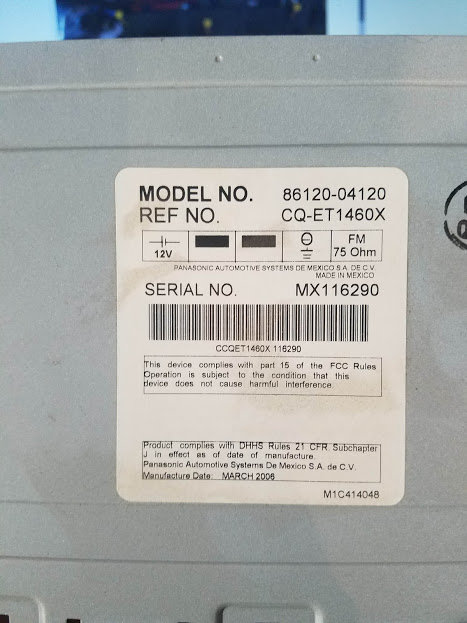 MODEL NO. 86120-04120
REF NO. CQ-ET1460X
12V
FM
75 Ohm
PANASONIC AUTOMOTIVE SYSTEMS DE MEXICO S.A. DE C.V.
MADE IN MEXICO
SERIAL NO. MX116290
CCQET1460X 116290
This device complies with part 15 of the FCC Rules
Operation is subject to the condition that this
device does not cause harmful interference.
Product complies with DHHS Rules 21 CFR. Subchapter
J in effect as of date of manufacture.
Panasonic Automotive Systems De Mexico S.A. de C.V.
Manufacture Date: MARCH 2006
M1C414048